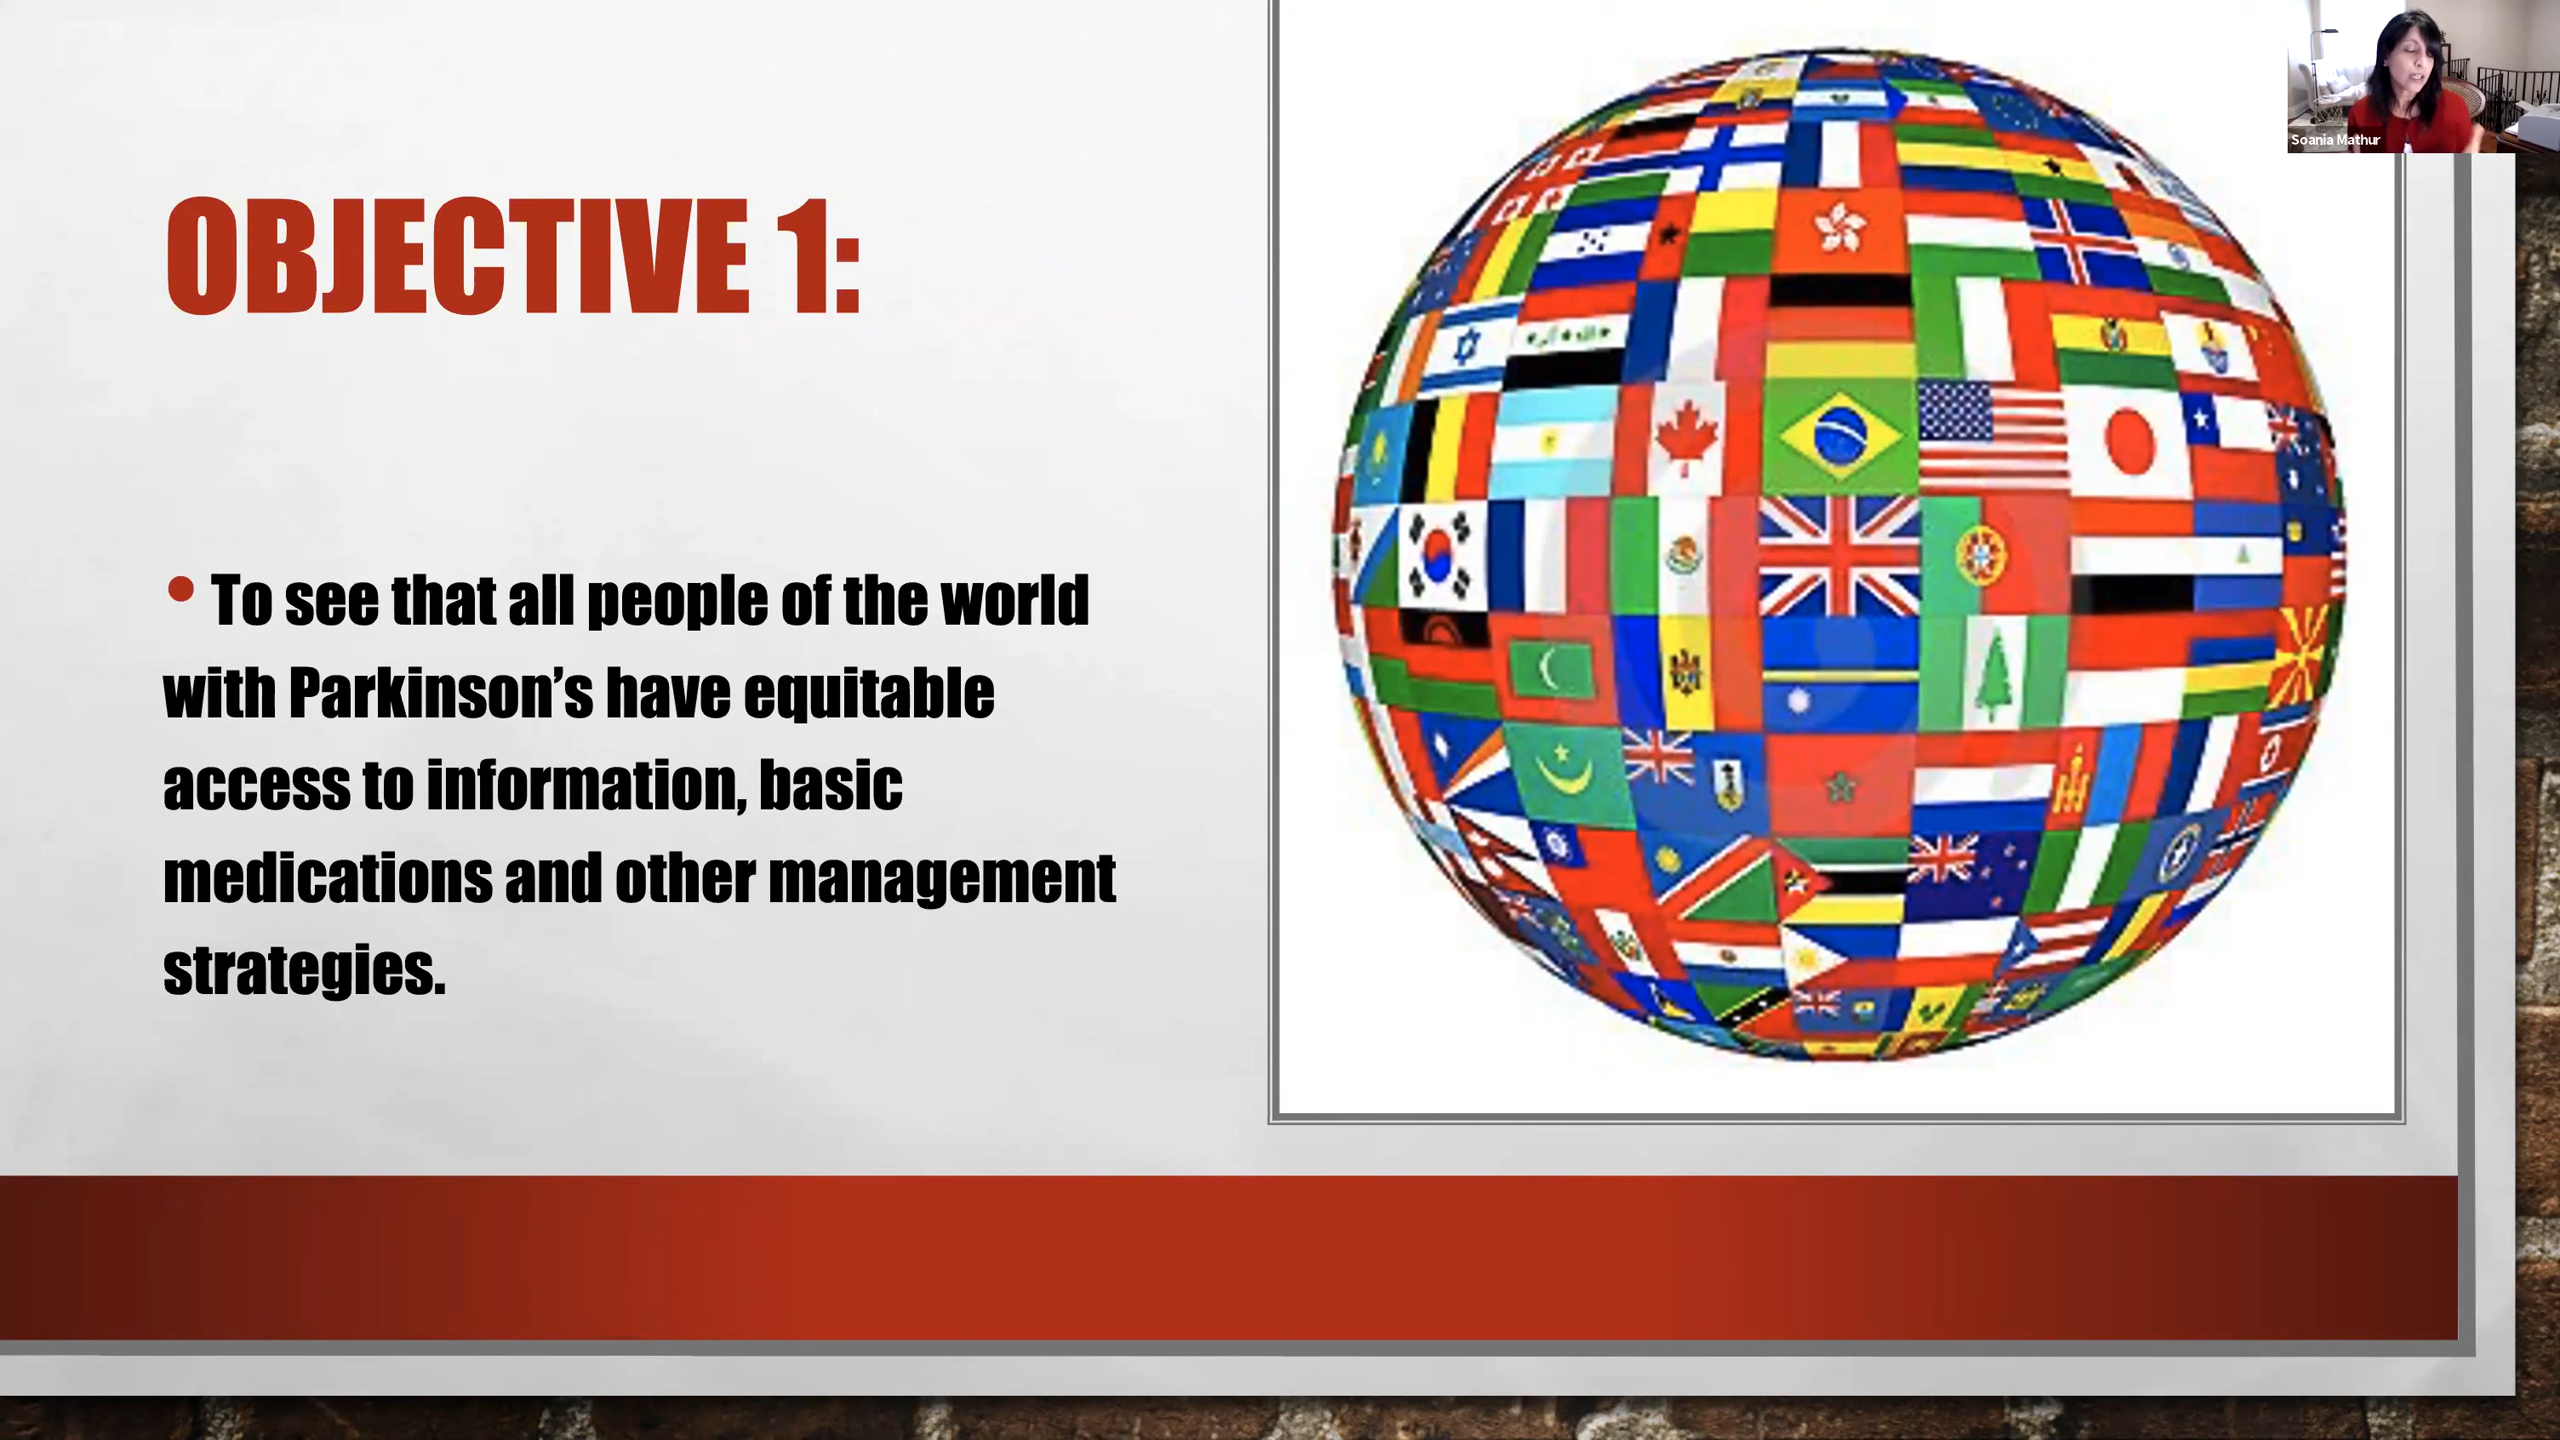 OBJECTIVE 1:
• To see that all people of the world
with Parkinson's have equitable
access to information, basic
medications and other management
strategies.
Soania Mathur